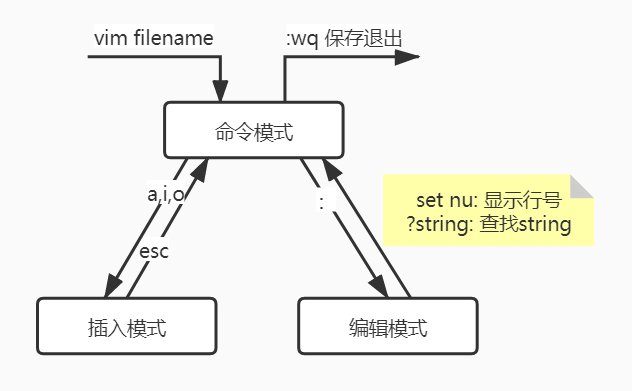 vim filename
:wq 保存退出
命令模式
a,i,o
:
set nu: 显示行号
?string: 查找string
esc
插入模式
编辑模式